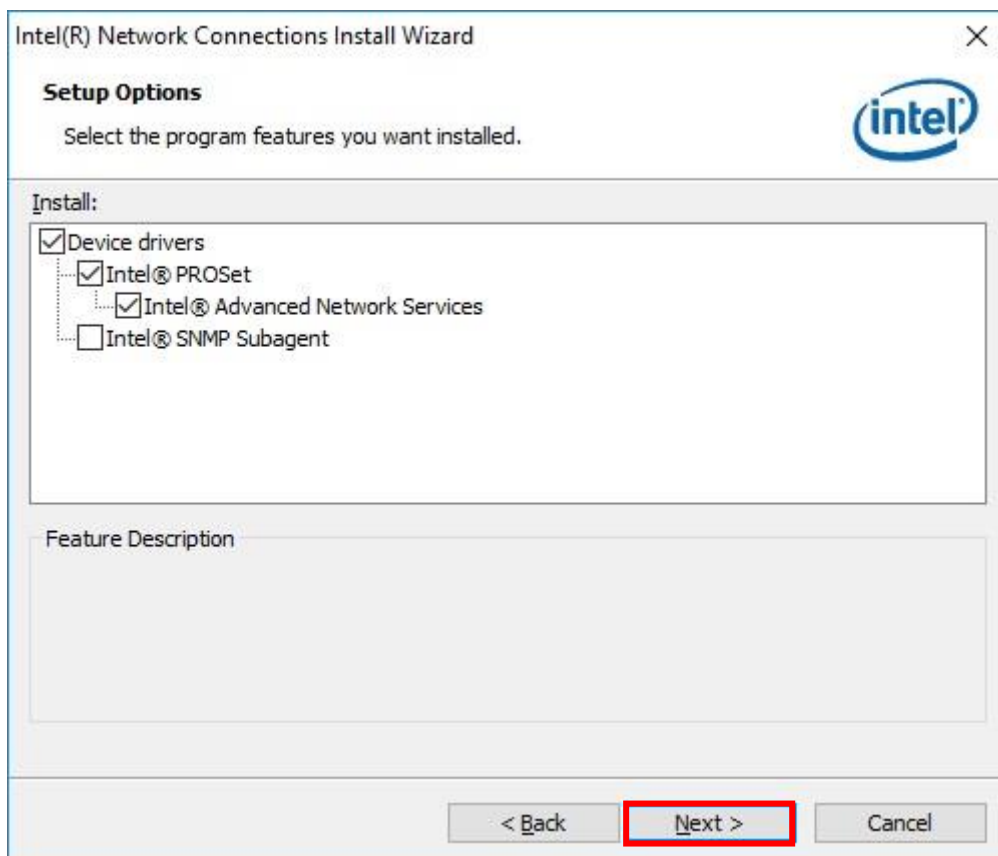 Intel(R) Network Connections Install Wizard
Setup Options
Select the program features you want installed.
intel
Install:
Device drivers
Intel® PROSet
Intel® Advanced Network Services
Intel® SNMP Subagent
Feature Description
< Back Next > Cancel